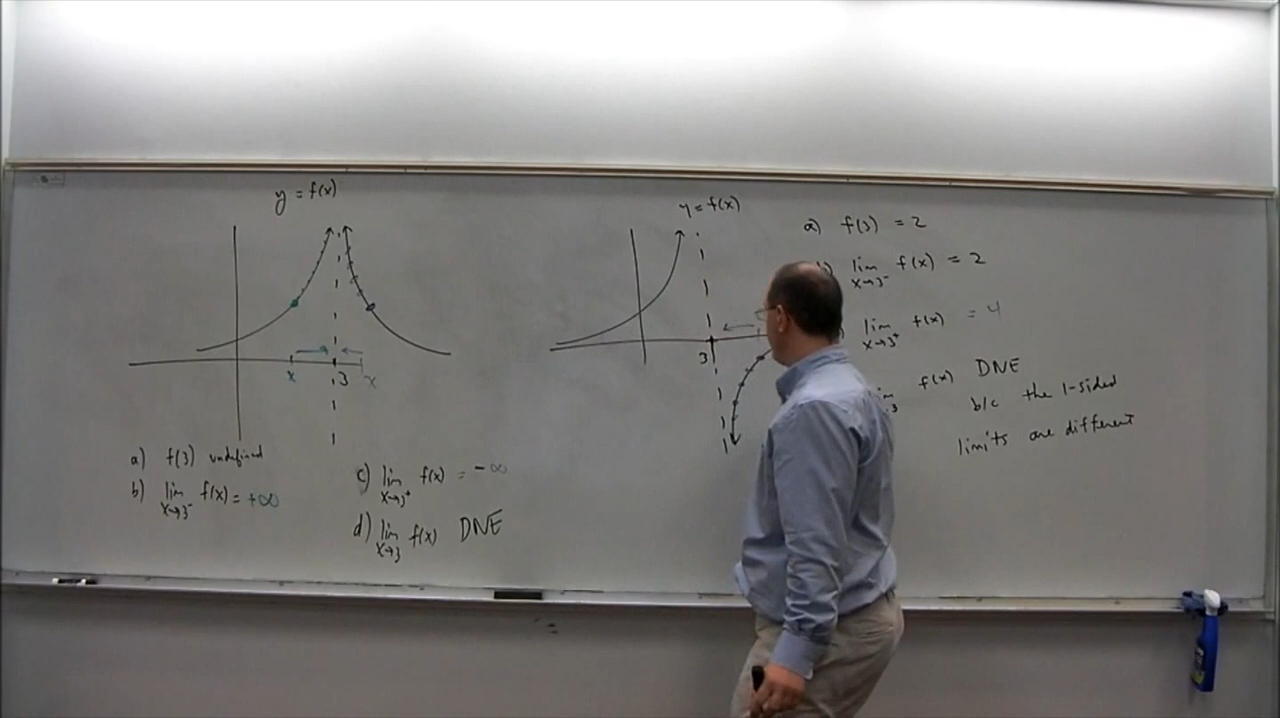 y = f(x)
x
3
x
a) f(3) undefined
b) lim f(x) = +∞
x→3⁻
c) lim f(x) = -∞
x→3⁺
d) lim f(x) DNE
x→3
y = f(x)
3
a) f(3) = 2
lim f(x) = 2
x→3⁻
lim f(x) = 4
x→3⁺
f(x) DNE
b/c the 1-sided
limits are different